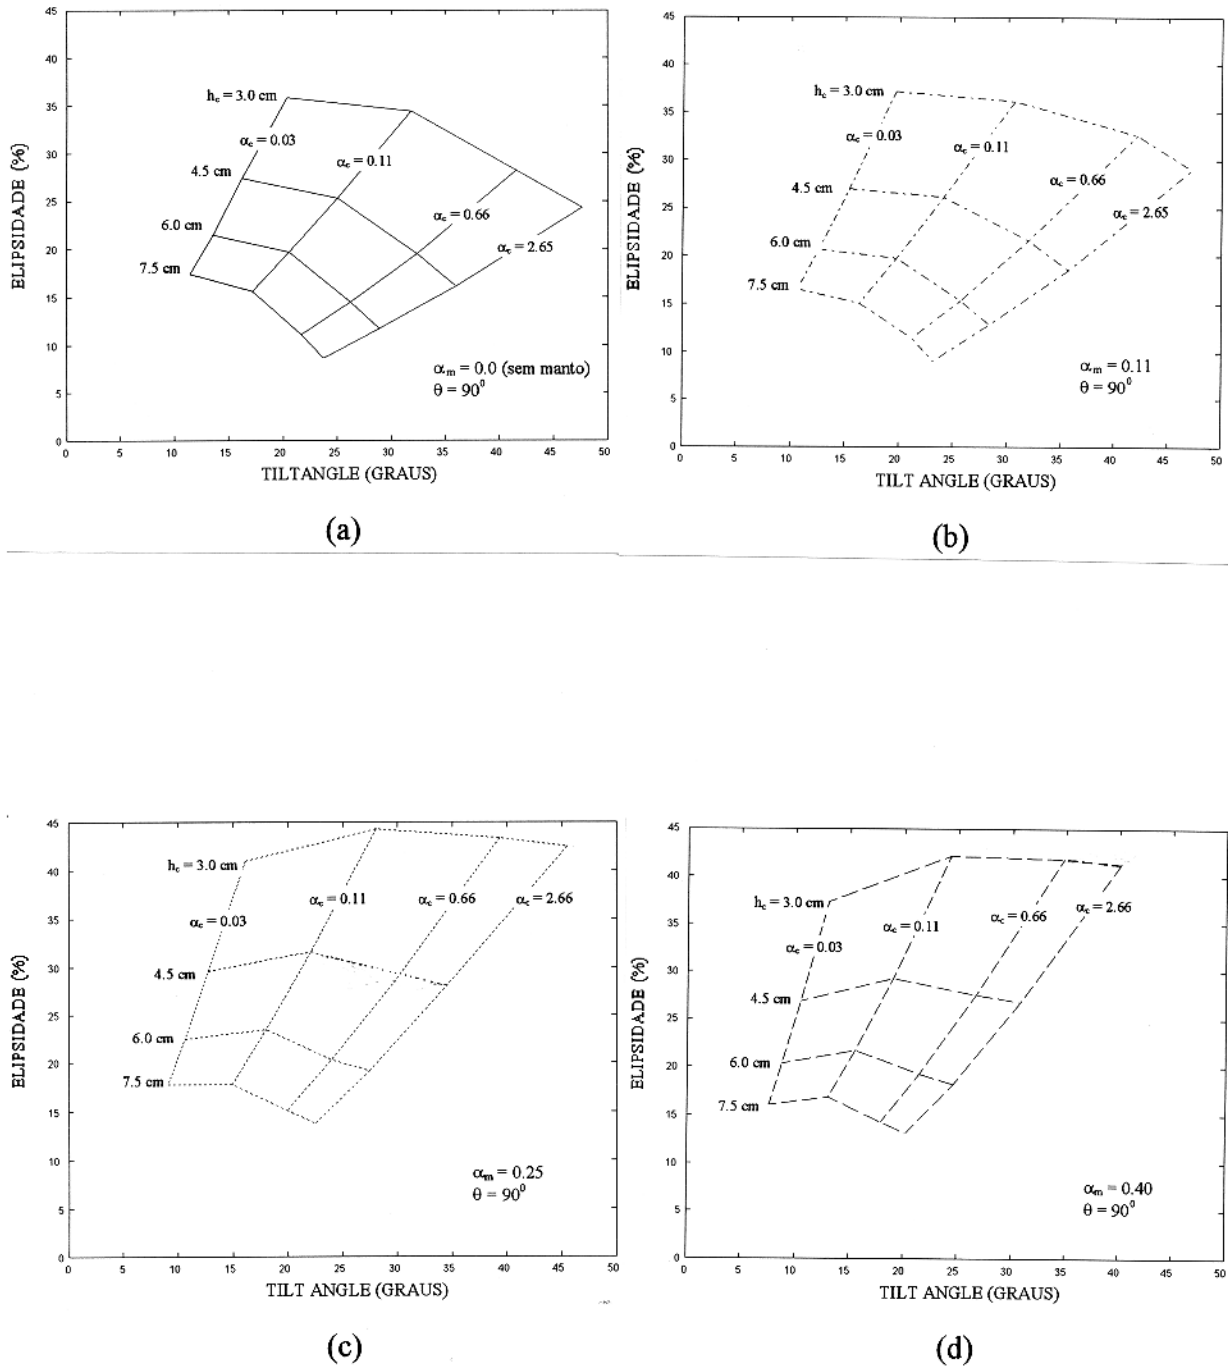 45
40
35
30
25
20
15
10
5
0
ELIPSIDADE (%)
h_c = 3.0 cm
α_c = 0.03
4.5 cm
6.0 cm
7.5 cm
α_c = 0.11
α_c = 0.66
α_c = 2.65
α_m = 0.0 (sem manto)
θ = 90⁰
0 5 10 15 20 25 30 35 40 45 50
TILTANGLE (GRAUS)
(a)
45
40
35
30
25
20
15
10
5
0
ELIPSIDADE (%)
h_c = 3.0 cm
α_c = 0.03
4.5 cm
6.0 cm
7.5 cm
α_c = 0.11
α_c = 0.66
α_c = 2.65
α_m = 0.11
θ = 90⁰
0 5 10 15 20 25 30 35 40 45 50
TILT ANGLE (GRAUS)
(b)
45
40
35
30
25
20
15
10
5
0
ELIPSIDADE (%)
h_c = 3.0 cm
α_c = 0.03
4.5 cm
6.0 cm
7.5 cm
α_c = 0.11
α_c = 0.66
α_c = 2.66
α_m = 0.25
θ = 90⁰
0 5 10 15 20 25 30 35 40 45 50
TILT ANGLE (GRAUS)
(c)
45
40
35
30
25
20
15
10
5
0
ELIPSIDADE (%)
h_c = 3.0 cm
α_c = 0.03
4.5 cm
6.0 cm
7.5 cm
α_c = 0.11
α_c = 0.66
α_c = 2.66
α_m = 0.40
θ = 90⁰
0 5 10 15 20 25 30 35 40 45 50
TILT ANGLE (GRAUS)
(d)